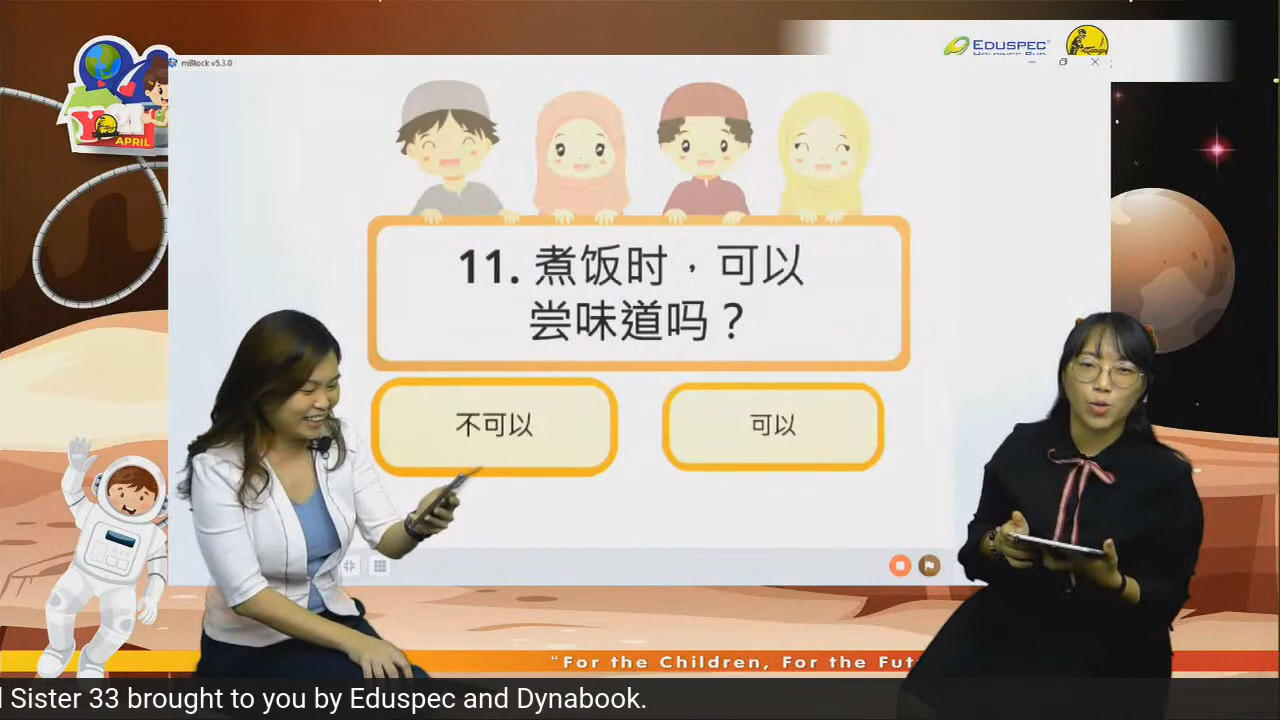 EDUSPEC
mBlock v5.3.0
APRIL
11. 煮饭时，可以
尝味道吗？
不可以
可以
"For the Children, For the Fut
Sister 33 brought to you by Eduspec and Dynabook.